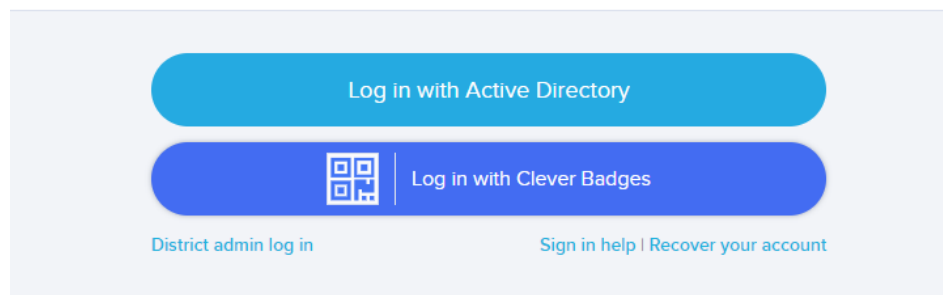 Log in with Active Directory
Log in with Clever Badges
District admin log in
Sign in help | Recover your account